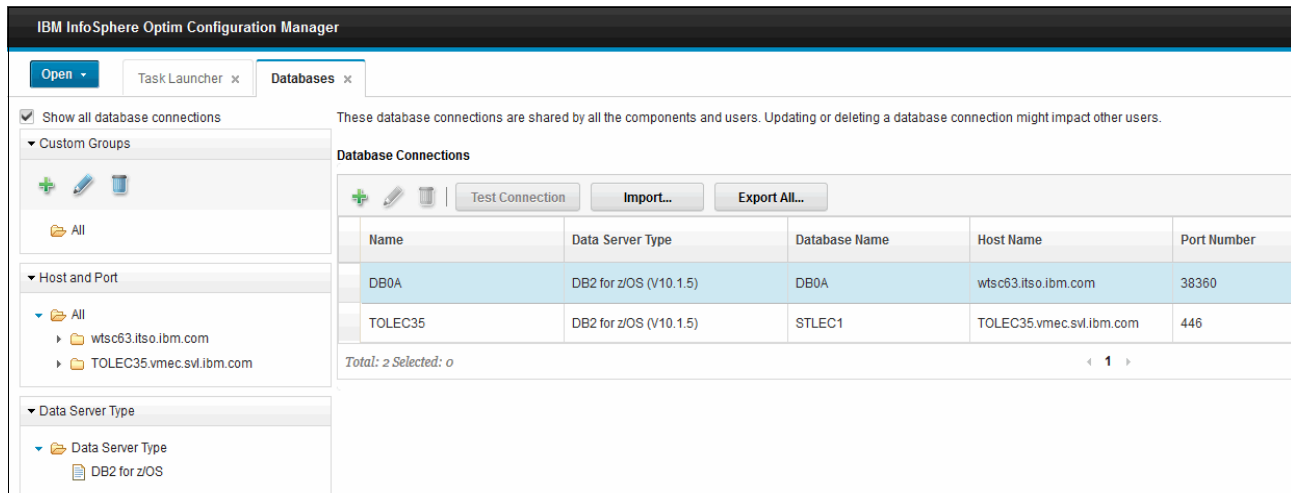 IBM InfoSphere Optim Configuration Manager
Open
Task Launcher x
Databases x
Show all database connections
Custom Groups
All
Host and Port
All
wtsc63.itso.ibm.com
TOLEC35.vmec.svl.ibm.com
Data Server Type
Data Server Type
DB2 for z/OS
These database connections are shared by all the components and users. Updating or deleting a database connection might impact other users.
Database Connections
Test Connection Import... Export All...
Name Data Server Type Database Name Host Name Port Number
DB0A DB2 for z/OS (V10.1.5) DB0A wtsc63.itso.ibm.com 38360
TOLEC35 DB2 for z/OS (V10.1.5) STLEC1 TOLEC35.vmec.svl.ibm.com 446
Total: 2 Selected: 0
1